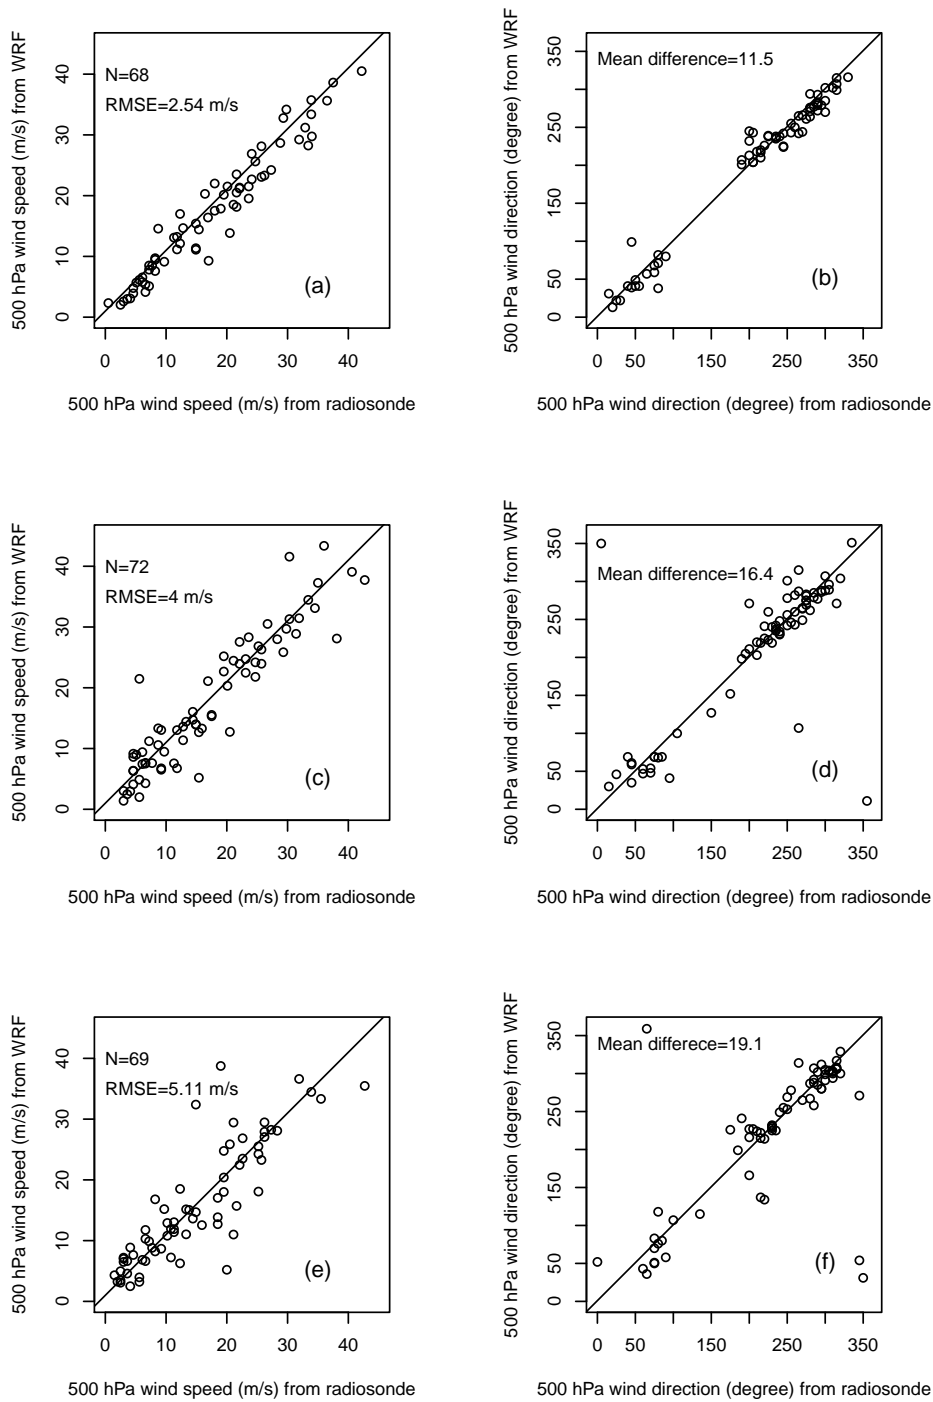 500 hPa wind speed (m/s) from WRF
40
30
20
10
0
N=68
RMSE=2.54 m/s
(a)
0 10 20 30 40
500 hPa wind speed (m/s) from radiosonde
500 hPa wind direction (degree) from WRF
350
250
150
50
0
Mean difference=11.5
(b)
0 50 150 250 350
500 hPa wind direction (degree) from radiosonde
500 hPa wind speed (m/s) from WRF
40
30
20
10
0
N=72
RMSE=4 m/s
(c)
0 10 20 30 40
500 hPa wind speed (m/s) from radiosonde
500 hPa wind direction (degree) from WRF
350
250
150
50
0
Mean difference=16.4
(d)
0 50 150 250 350
500 hPa wind direction (degree) from radiosonde
500 hPa wind speed (m/s) from WRF
40
30
20
10
0
N=69
RMSE=5.11 m/s
(e)
0 10 20 30 40
500 hPa wind speed (m/s) from radiosonde
500 hPa wind direction (degree) from WRF
350
250
150
50
0
Mean differece=19.1
(f)
0 50 150 250 350
500 hPa wind direction (degree) from radiosonde